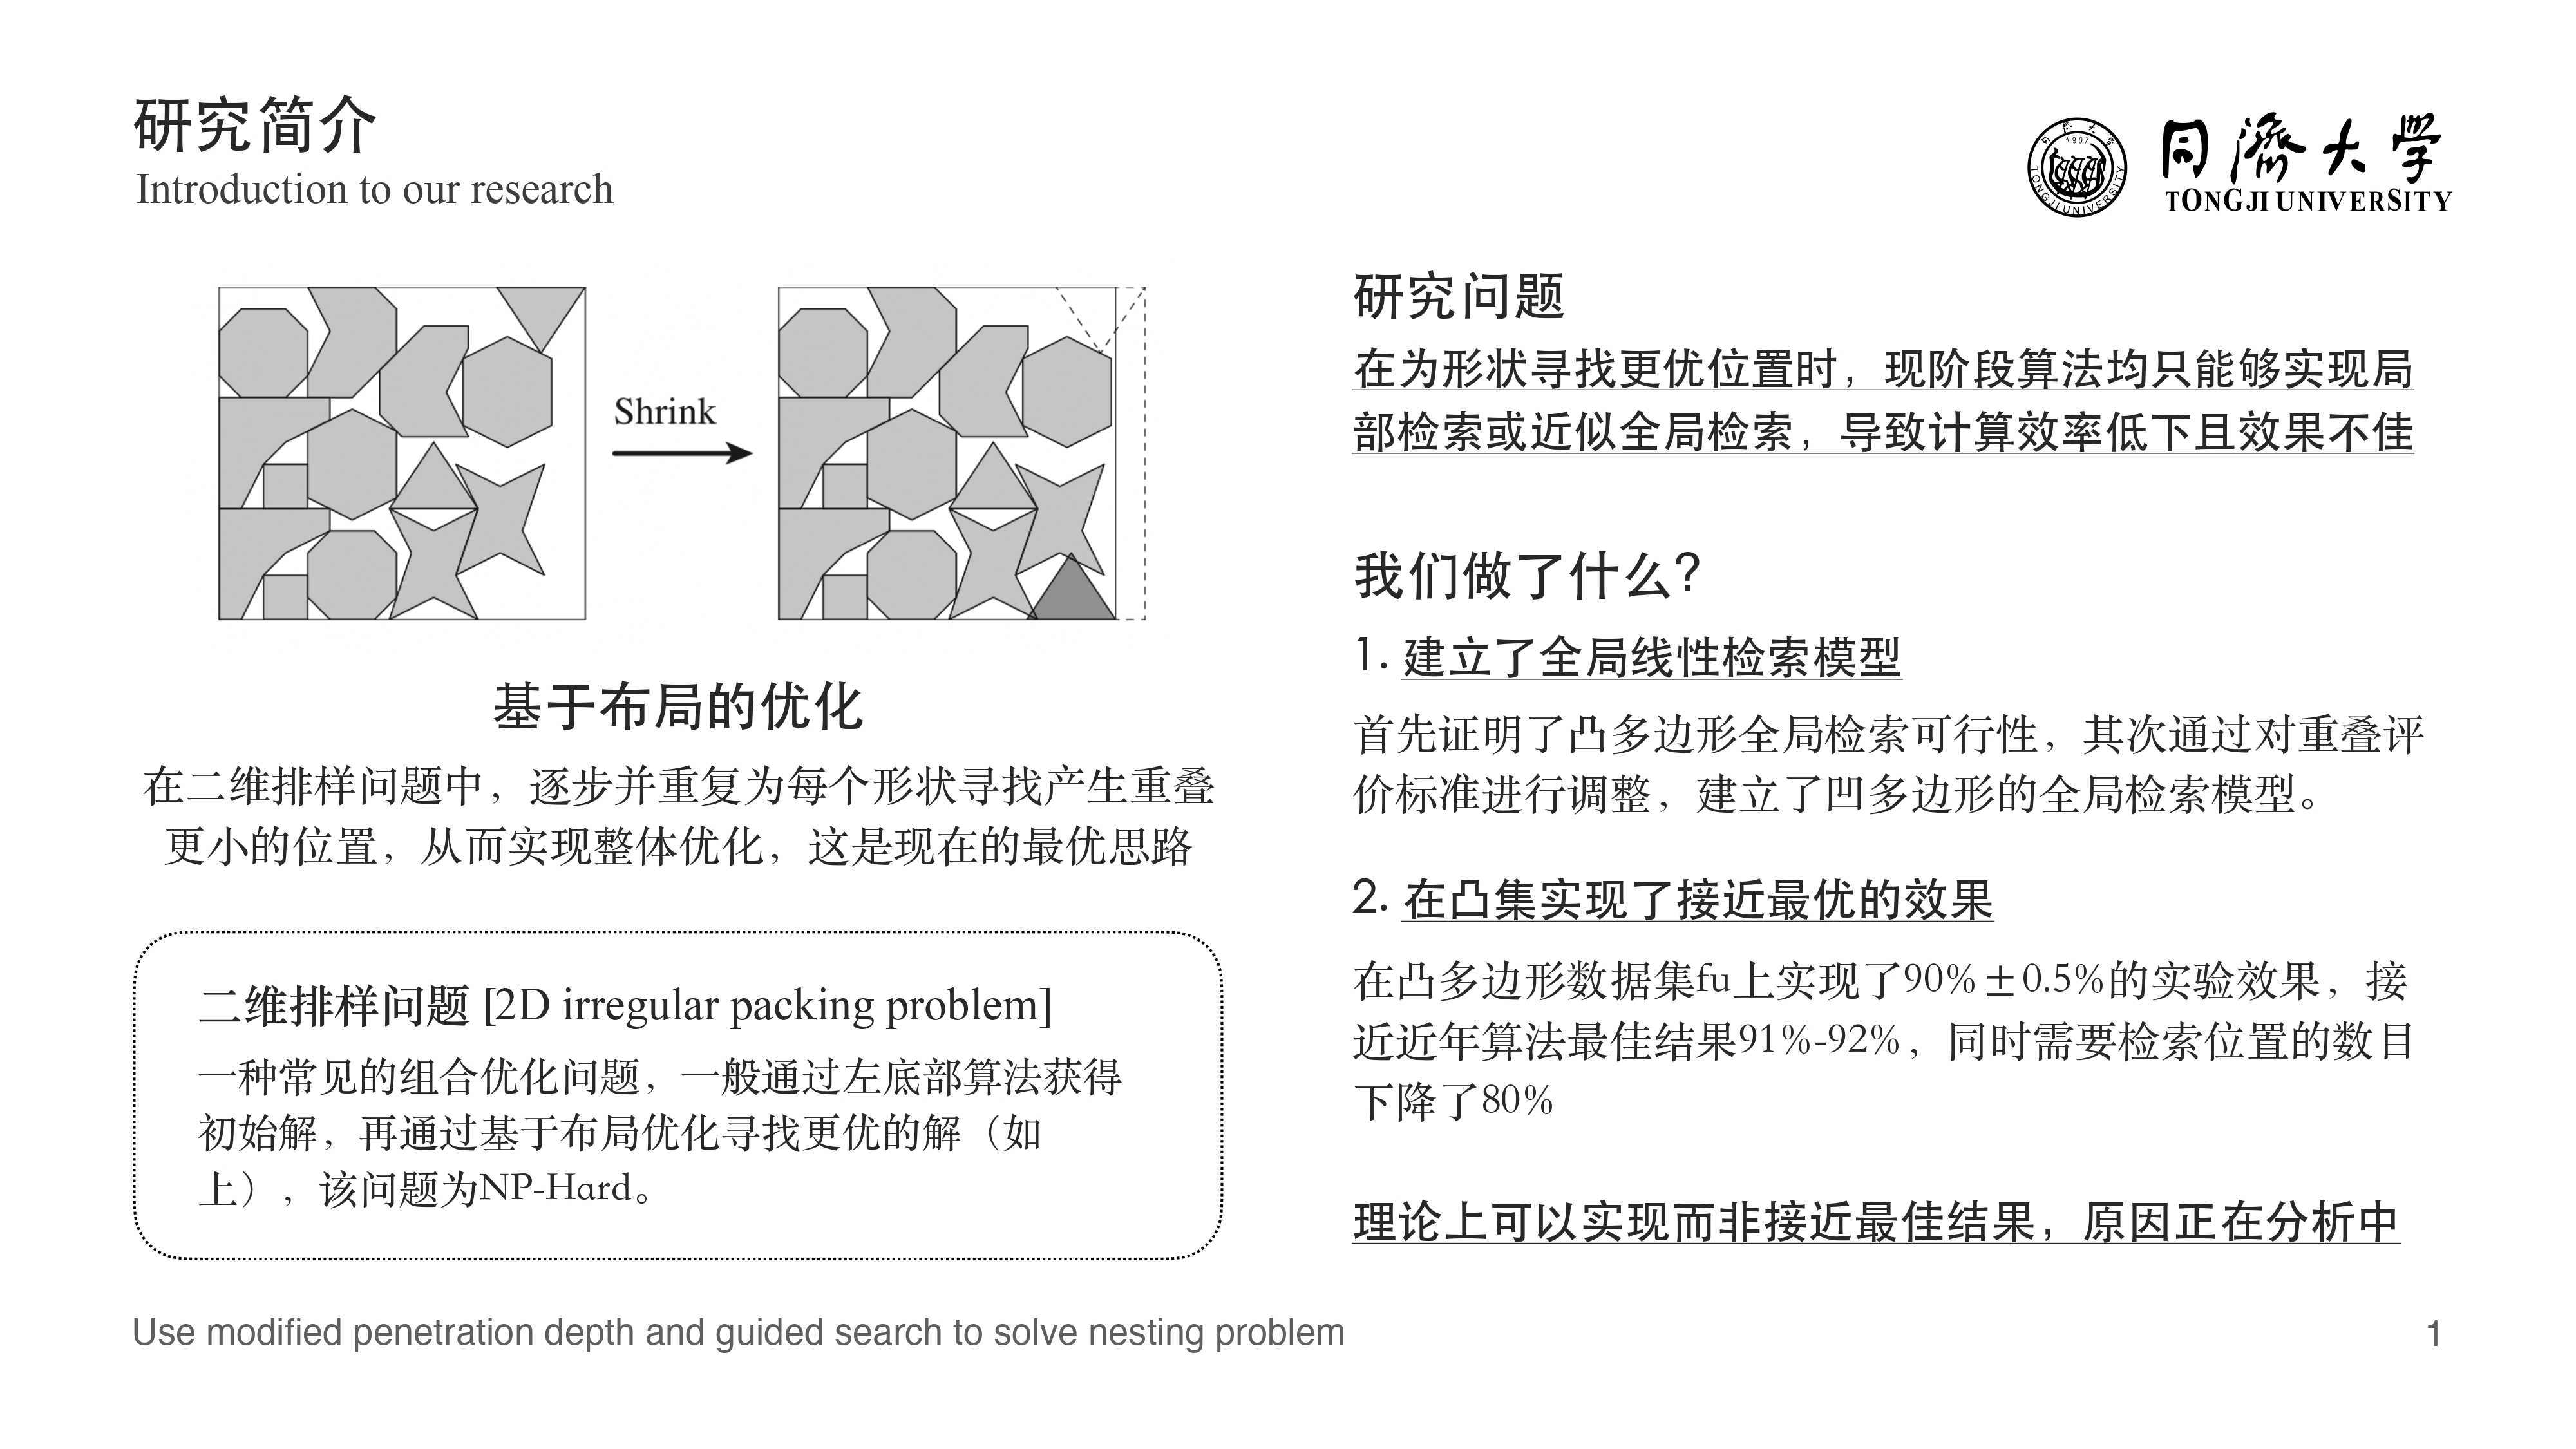 研究简介
Introduction to our research
同濟大学
TONGJI UNIVERSITY
1907
TONGJI UNIVERSITY
Shrink
基于布局的优化
在二维排样问题中，逐步并重复为每个形状寻找产生重叠
更小的位置，从而实现整体优化，这是现在的最优思路
二维排样问题 [2D irregular packing problem]
一种常见的组合优化问题，一般通过左底部算法获得
初始解，再通过基于布局优化寻找更优的解（如
上），该问题为NP-Hard。
研究问题
在为形状寻找更优位置时，现阶段算法均只能够实现局
部检索或近似全局检索，导致计算效率低下且效果不佳
我们做了什么？
1. 建立了全局线性检索模型
首先证明了凸多边形全局检索可行性，其次通过对重叠评
价标准进行调整，建立了凹多边形的全局检索模型。
2. 在凸集实现了接近最优的效果
在凸多边形数据集fu上实现了90%±0.5%的实验效果，接
近近年算法最佳结果91%-92%，同时需要检索位置的数目
下降了80%
理论上可以实现而非接近最佳结果，原因正在分析中
Use modified penetration depth and guided search to solve nesting problem
1